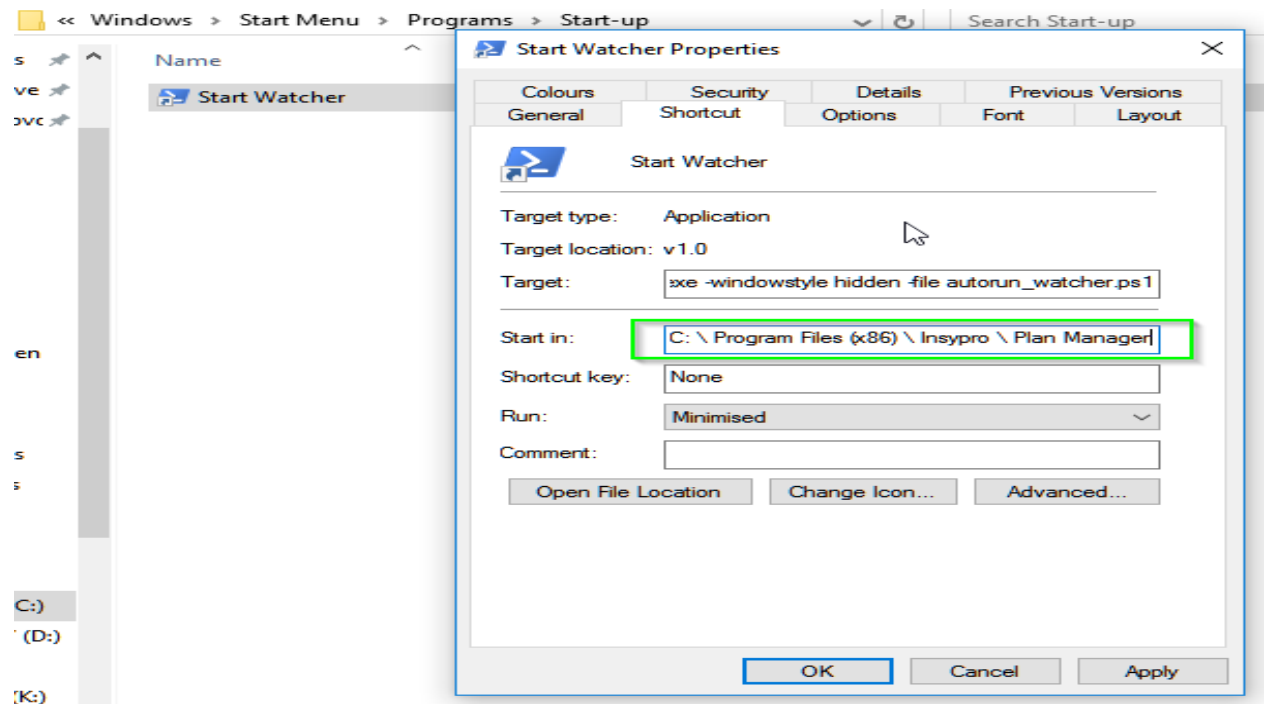 « Windows > Start Menu > Programs > Start-up Search Start-up
Name
Start Watcher
en
C:)
(D:)
(K:)
Start Watcher Properties
Colours Security Details Previous Versions
General Shortcut Options Font Layout
Start Watcher
Target type: Application
Target location: v1.0
Target: -windowstyle hidden -file autorun_watcher.ps1
Start in: C: \ Program Files (x86) \ Insypro \ Plan Manager
Shortcut key: None
Run: Minimised
Comment:
Open File Location Change Icon... Advanced...
OK Cancel Apply